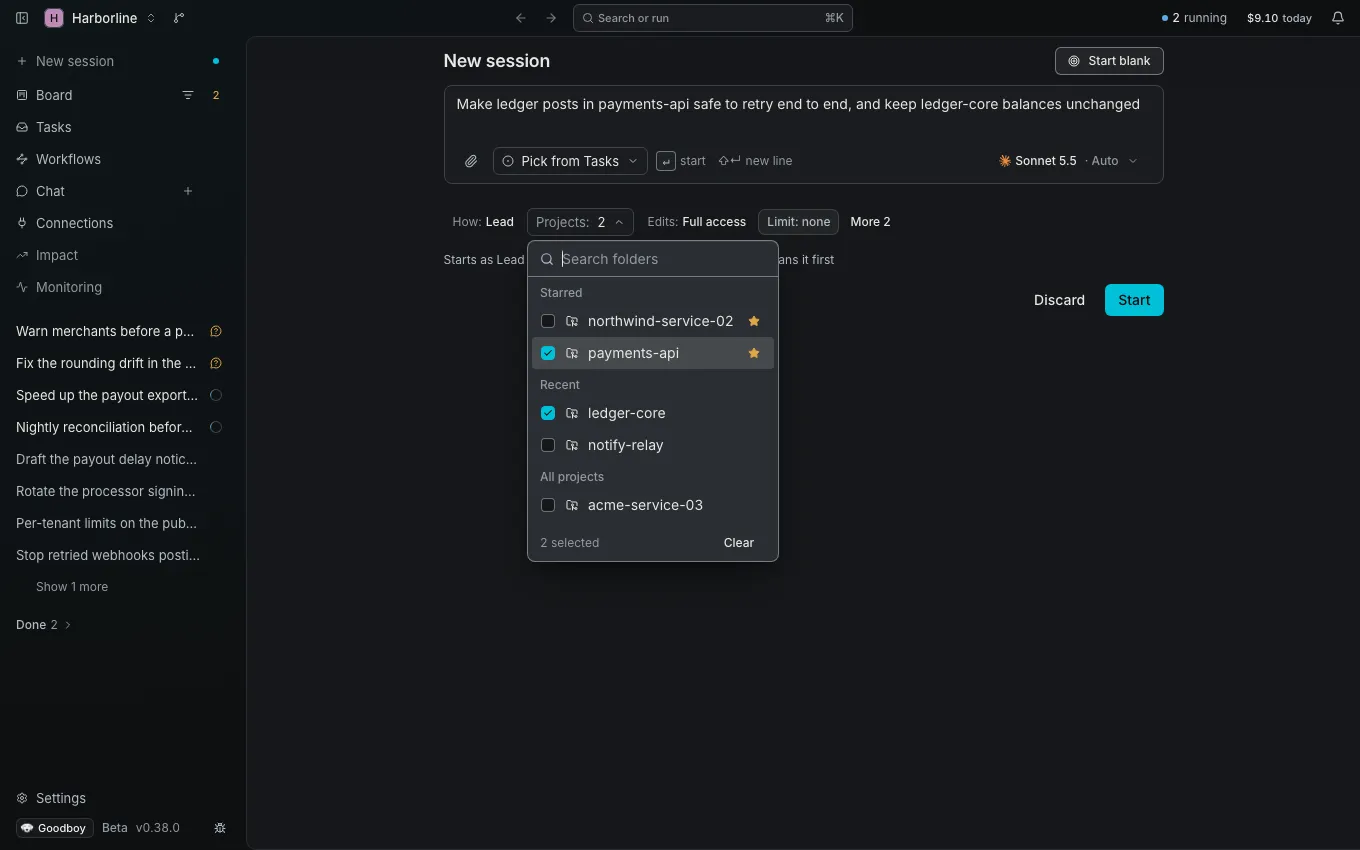 H Harborline
Search or run ⌘K
2 running
$9.10 today
New session
Board 2
Tasks
Workflows
Chat
Connections
Impact
Monitoring
Warn merchants before a p...
Fix the rounding drift in the ...
Speed up the payout export...
Nightly reconciliation befor...
Draft the payout delay notic...
Rotate the processor signin...
Per-tenant limits on the pub...
Stop retried webhooks posti...
Show 1 more
Done 2
Settings
Goodboy Beta v0.38.0
New session
Start blank
Make ledger posts in payments-api safe to retry end to end, and keep ledger-core balances unchanged
Pick from Tasks
start
new line
Sonnet 5.5 · Auto
How: Lead
Projects: 2
Edits: Full access
Limit: none
More 2
Starts as Lead
ans it first
Discard
Start
Search folders
Starred
northwind-service-02
payments-api
Recent
ledger-core
notify-relay
All projects
acme-service-03
2 selected
Clear